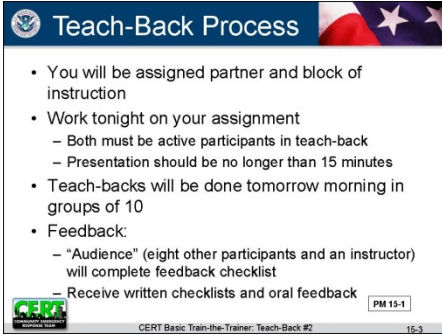 Teach-Back Process
• You will be assigned partner and block of
instruction
• Work tonight on your assignment
– Both must be active participants in teach-back
– Presentation should be no longer than 15 minutes
• Teach-backs will be done tomorrow morning in
groups of 10
• Feedback:
– “Audience” (eight other participants and an instructor)
will complete feedback checklist
– Receive written checklists and oral feedback
PM 15-1
CERT
COMMUNITY EMERGENCY
RESPONSE TEAM
CERT Basic Train-the-Trainer: Teach-Back #2
15-3